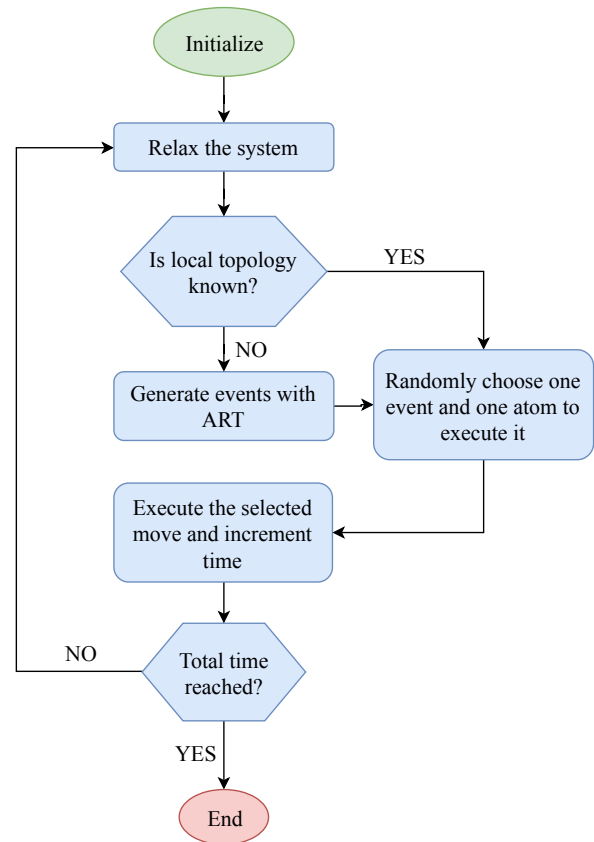 Initialize
Relax the system
Is local topology
known?
YES
NO
Generate events with
ART
Randomly choose one
event and one atom to
execute it
Execute the selected
move and increment
time
NO
Total time
reached?
YES
End